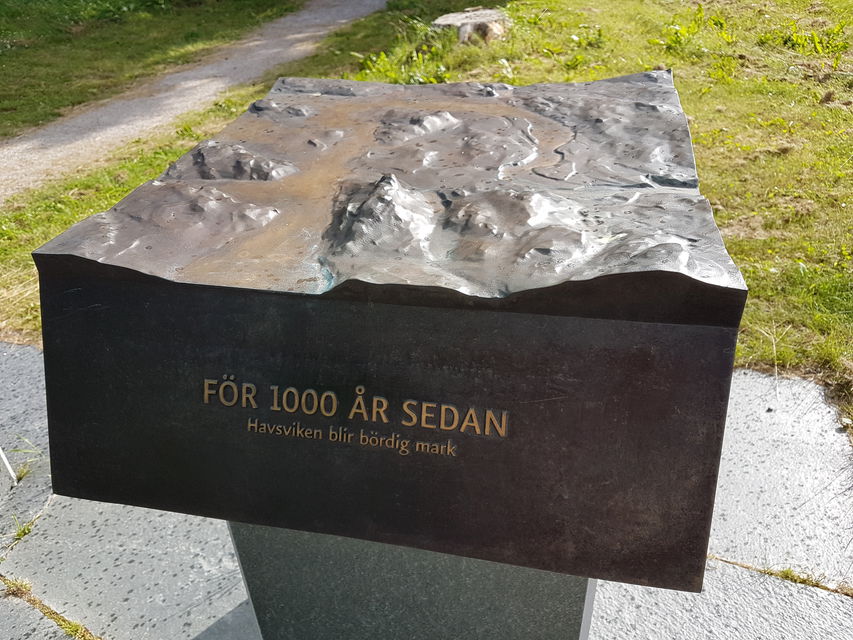 FÖR 1000 ÅR SEDAN
Havsviken blir bördig mark